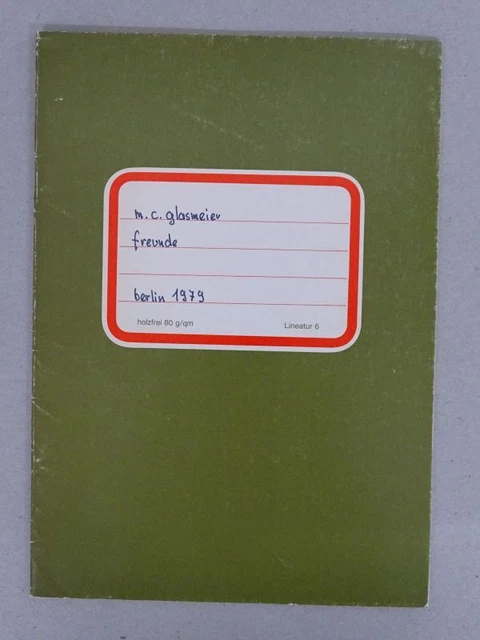 m.c. glasmeier
freunde
berlin 1979
holzfrei 80 g/qm Lineatur 6